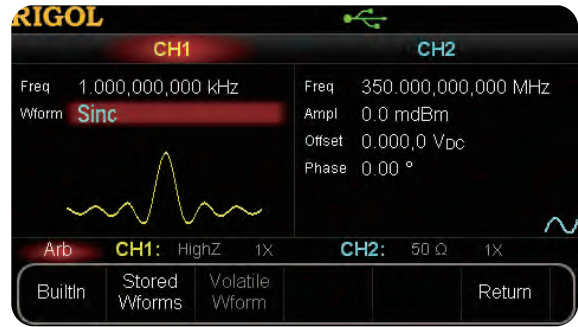 RIGOL
CH1
CH2
Freq 1.000,000,000 kHz
Wform Sinc
Freq 350.000,000,000 MHz
Ampl 0.0 mdBm
Offset 0.000,0 VDC
Phase 0.00 °
Arb CH1: HighZ 1X CH2: 50 Ω 1X
BuiltIn
Stored Wforms
Volatile Wform
Return